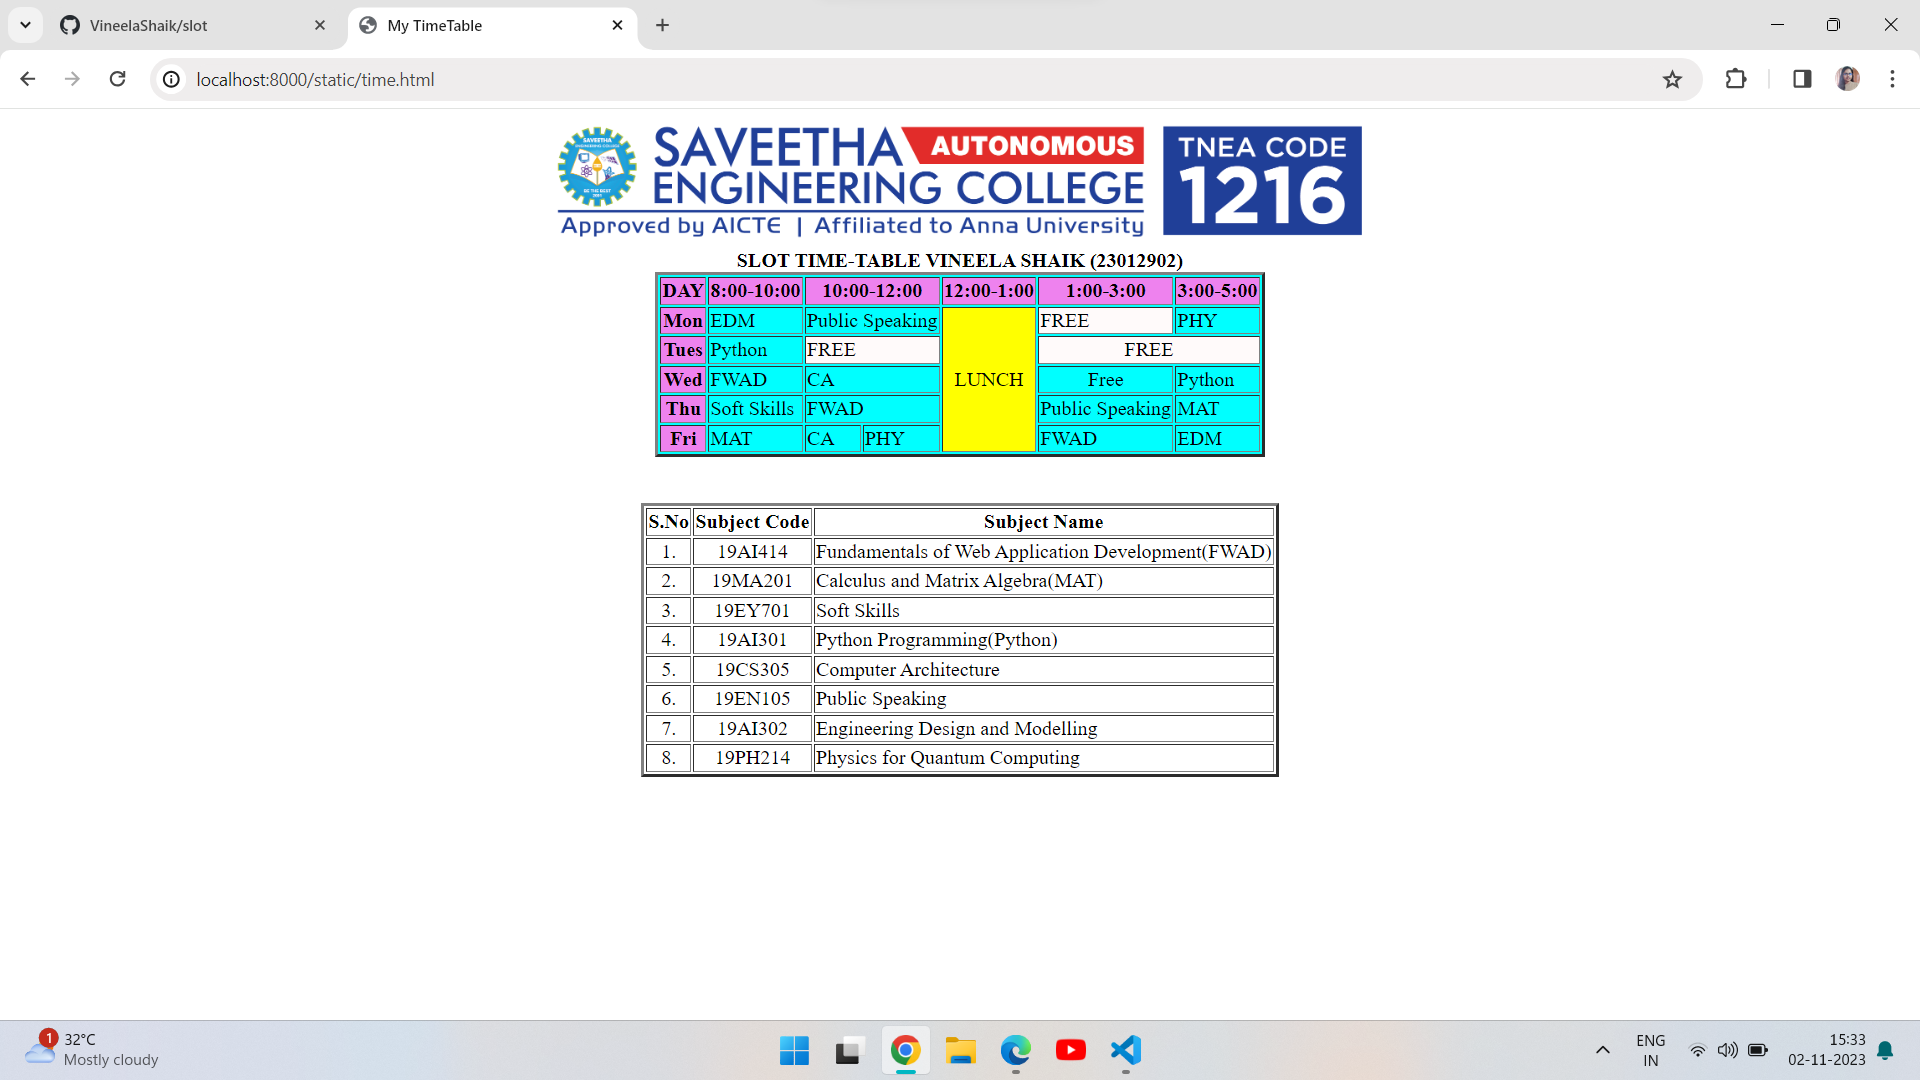 VineelaShaik/slot
My TimeTable
localhost:8000/static/time.html
SAVEETHA AUTONOMOUS
ENGINEERING COLLEGE
Approved by AICTE | Affiliated to Anna University
TNEA CODE
1216
SAVEETHA
ENGINEERING COLLEGE
BE THE BEST
SLOT TIME-TABLE VINEELA SHAIK (23012902)
DAY 8:00-10:00 10:00-12:00 12:00-1:00 1:00-3:00 3:00-5:00
Mon EDM Public Speaking FREE PHY
Tues Python FREE FREE
Wed FWAD CA LUNCH Free Python
Thu Soft Skills FWAD Public Speaking MAT
Fri MAT CA PHY FWAD EDM
S.No Subject Code Subject Name
1. 19AI414 Fundamentals of Web Application Development(FWAD)
2. 19MA201 Calculus and Matrix Algebra(MAT)
3. 19EY701 Soft Skills
4. 19AI301 Python Programming(Python)
5. 19CS305 Computer Architecture
6. 19EN105 Public Speaking
7. 19AI302 Engineering Design and Modelling
8. 19PH214 Physics for Quantum Computing
1
32°C
Mostly cloudy
ENG
IN
15:33
02-11-2023